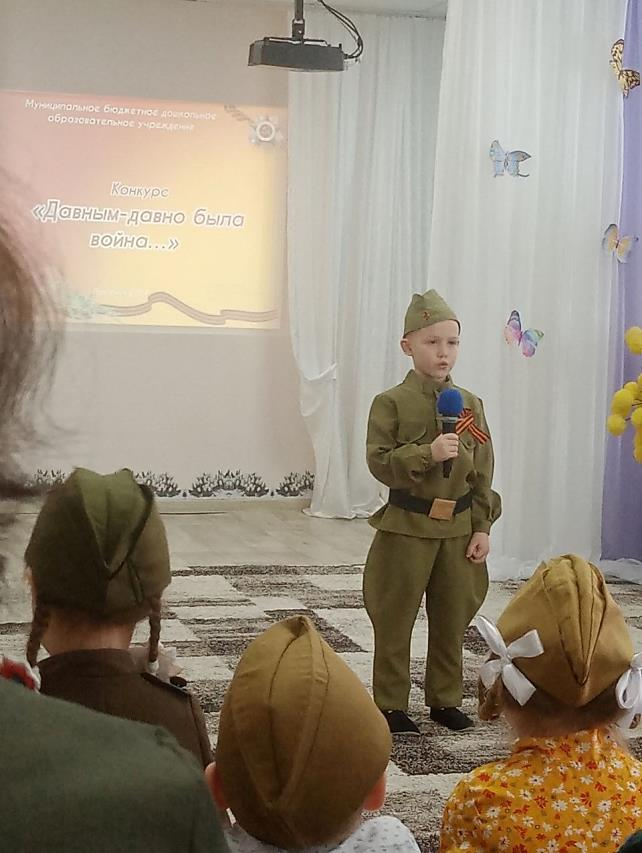 Муниципальное бюджетное дошкольное
образовательное учреждение
Конкурс
«Давным-давно была
война...»